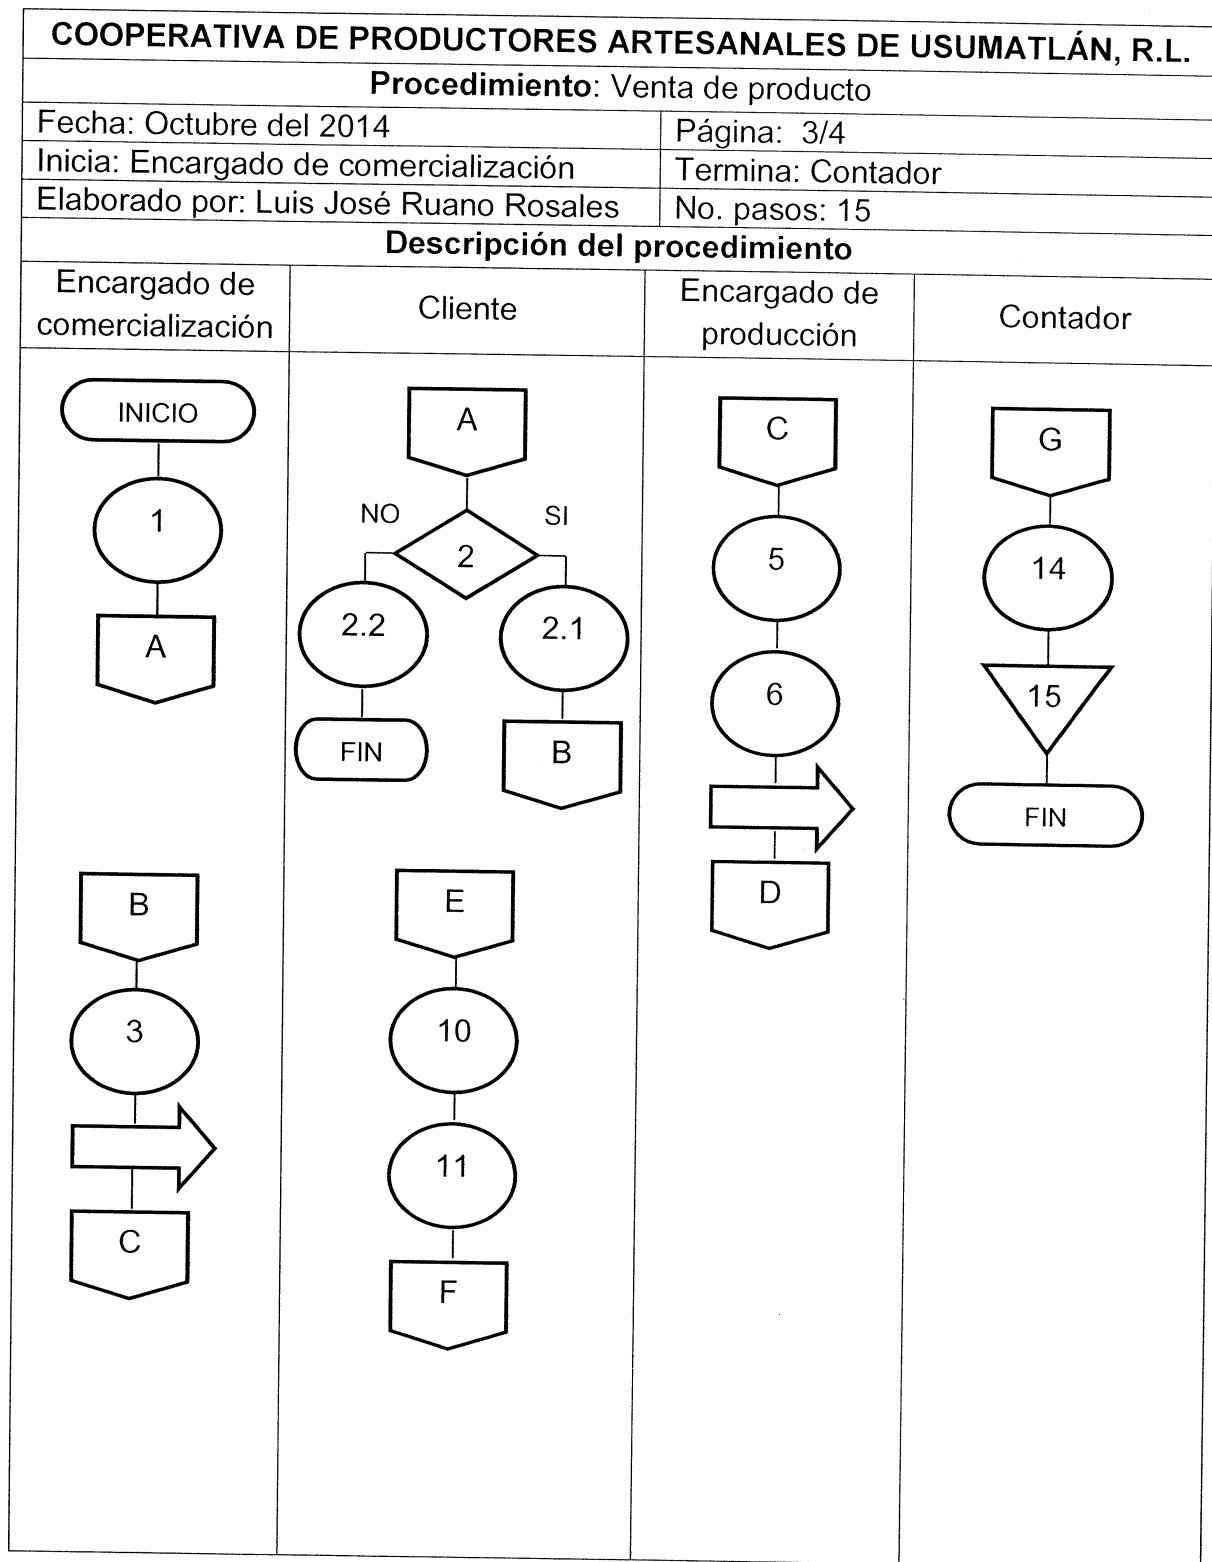 COOPERATIVA DE PRODUCTORES ARTESANALES DE USUMATLÁN, R.L.
Procedimiento: Venta de producto
Fecha: Octubre del 2014
Página: 3/4
Inicia: Encargado de comercialización
Termina: Contador
Elaborado por: Luis José Ruano Rosales
No. pasos: 15
Descripción del procedimiento
Encargado de
comercialización
Cliente
Encargado de
producción
Contador
INICIO
1
A
B
3
C
A
NO
SI
2
2.2
2.1
FIN
B
E
10
11
F
C
5
6
D
G
14
15
FIN